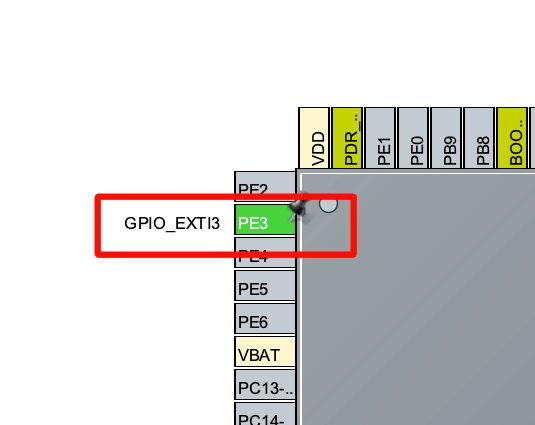 VDD
PDR_..
PE1
PE0
PB9
PB8
BOO..
PE2
GPIO_EXTI3 PE3
PE4
PE5
PE6
VBAT
PC13-..
PC14-